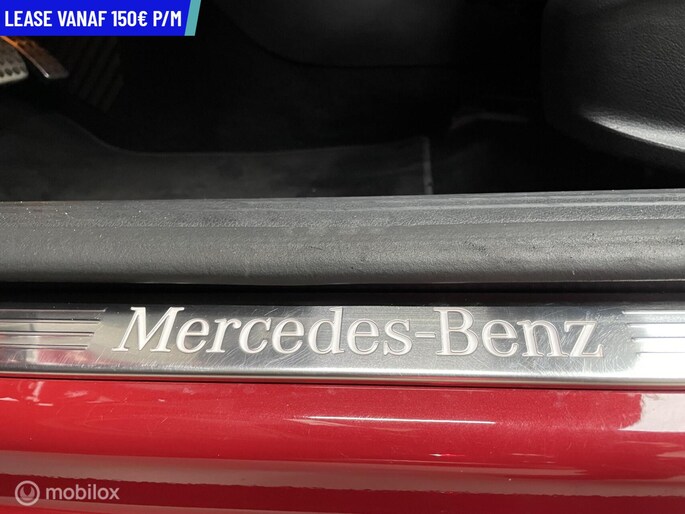 LEASE VANAF 150€ P/M
Mercedes-Benz
mobilox